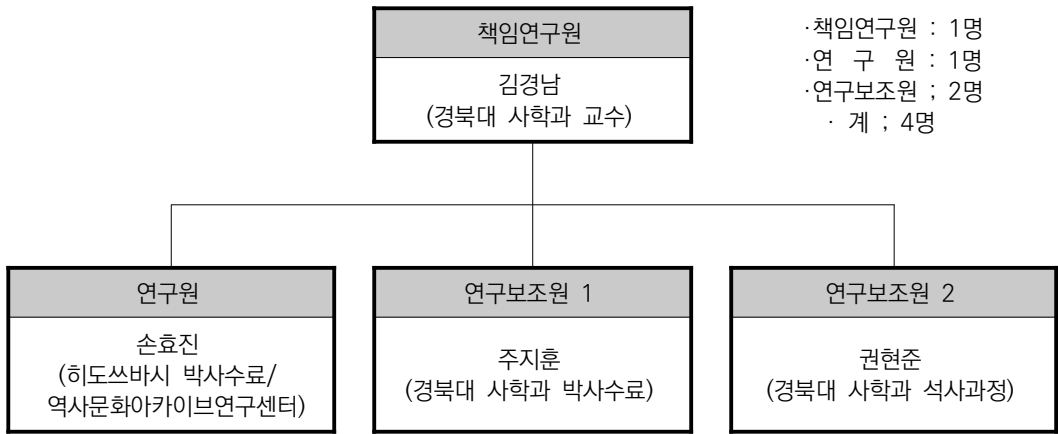 책임연구원
김경남
(경북대 사학과 교수)
·책임연구원 : 1명
·연 구 원 : 1명
·연구보조원 ; 2명
· 계 ; 4명
연구원
손효진
(히도쓰바시 박사수료/
역사문화아카이브연구센터)
연구보조원 1
주지훈
(경북대 사학과 박사수료)
연구보조원 2
권현준
(경북대 사학과 석사과정)